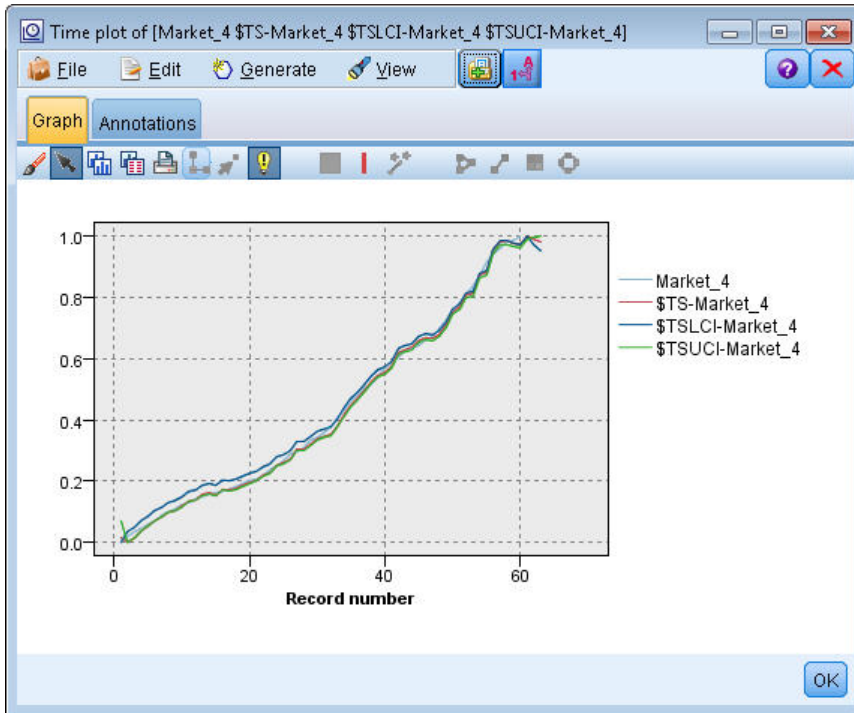 Time plot of [Market_4 $TS-Market_4 $TSLCI-Market_4 $TSUCI-Market_4]
File Edit Generate View
Graph Annotations
1.0
0.8
0.6
0.4
0.2
0.0
0 20 40 60
Record number
Market_4
$TS-Market_4
$TSLCI-Market_4
$TSUCI-Market_4
OK